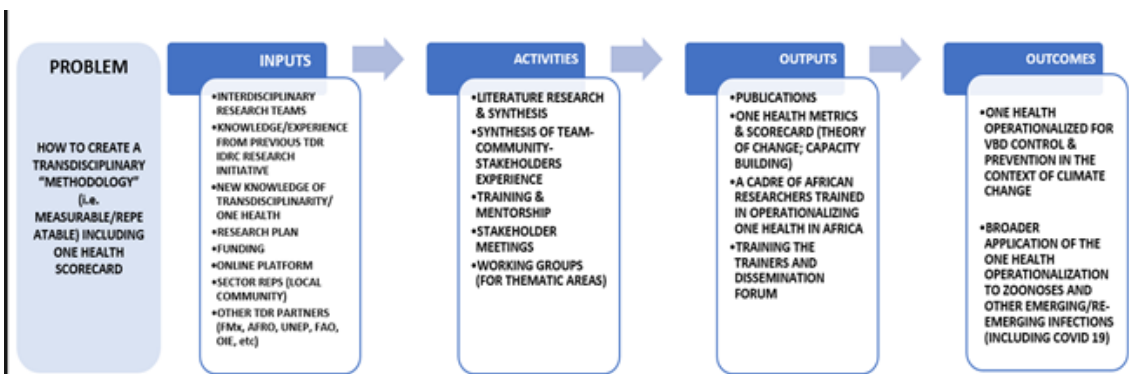 PROBLEM
HOW TO CREATE A
TRANSDISCIPLINARY
"METHODOLOGY"
(i.e.
MEASURABLE/REPE
ATABLE) INCLUDING
ONE HEALTH
SCORECARD
INPUTS
•INTERDISCIPLINARY
RESEARCH TEAMS
•KNOWLEDGE/EXPERIENCE
FROM PREVIOUS TDR
IDRC RESEARCH
INITIATIVE
•NEW KNOWLEDGE OF
TRANSDISCIPLINARITY/
ONE HEALTH
•RESEARCH PLAN
•FUNDING
•ONLINE PLATFORM
•SECTOR REPS (LOCAL
COMMUNITY)
•OTHER TDR PARTNERS
(FMx, AFRO, UNEP, FAO,
OIE, etc)
ACTIVITIES
•LITERATURE RESEARCH
& SYNTHESIS
•SYNTHESIS OF TEAM-
COMMUNITY-
STAKEHOLDERS
EXPERIENCE
•TRAINING &
MENTORSHIP
•STAKEHOLDER
MEETINGS
•WORKING GROUPS
(FOR THEMATIC AREAS)
OUTPUTS
•PUBLICATIONS
•ONE HEALTH METRICS
& SCORECARD (THEORY
OF CHANGE; CAPACITY
BUILDING)
•A CADRE OF AFRICAN
RESEARCHERS TRAINED
IN OPERATIONALIZING
ONE HEALTH IN AFRICA
•TRAINING THE
TRAINERS AND
DISSEMINATION
FORUM
OUTCOMES
•ONE HEALTH
OPERATIONALIZED FOR
VBD CONTROL &
PREVENTION IN THE
CONTEXT OF CLIMATE
CHANGE
•BROADER
APPLICATION OF THE
ONE HEALTH
OPERATIONALIZATION
TO ZOONOSES AND
OTHER EMERGING/RE-
EMERGING INFECTIONS
(INCLUDING COVID 19)